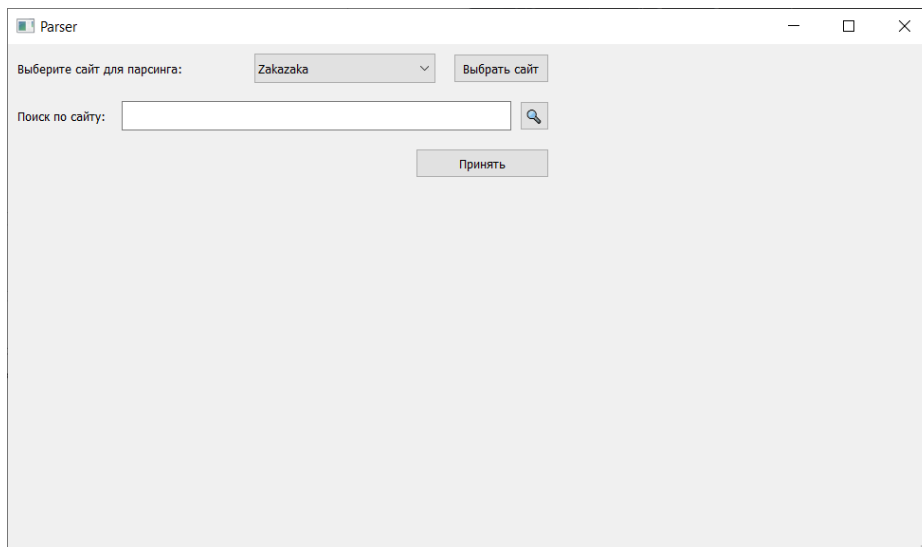 Parser
Выберите сайт для парсинга: Zakazaka Выбрать сайт
Поиск по сайту:
Принять